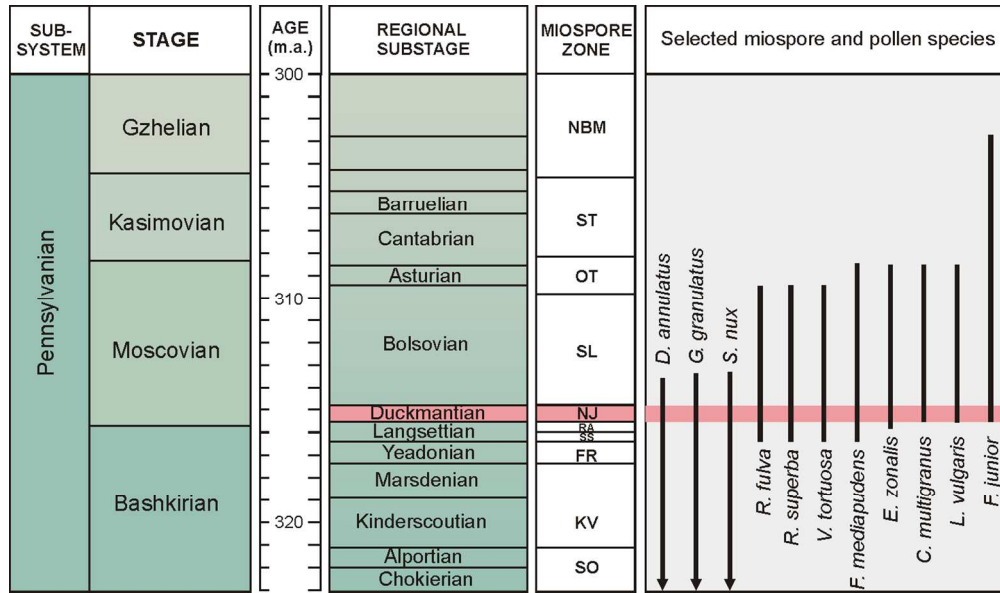 SUB-
SYSTEM
STAGE
AGE
(m.a.)
REGIONAL
SUBSTAGE
MIOSPORE
ZONE
Selected miospore and pollen species
Pennsylvanian
Gzhelian
Kasimovian
Moscovian
Bashkirian
300
310
320
Barruelian
Cantabrian
Asturian
Bolsovian
Duckmantian
Langsettian
Yeadonian
Marsdenian
Kinderscoutian
Alportian
Chokierian
NBM
ST
OT
SL
NJ
RA
SS
FR
KV
SO
D. annulatus
G. granulatus
S. nux
R. fulva
R. superba
V. tortuosa
F. mediapudens
E. zonalis
C. multigranus
L. vulgaris
F. junior